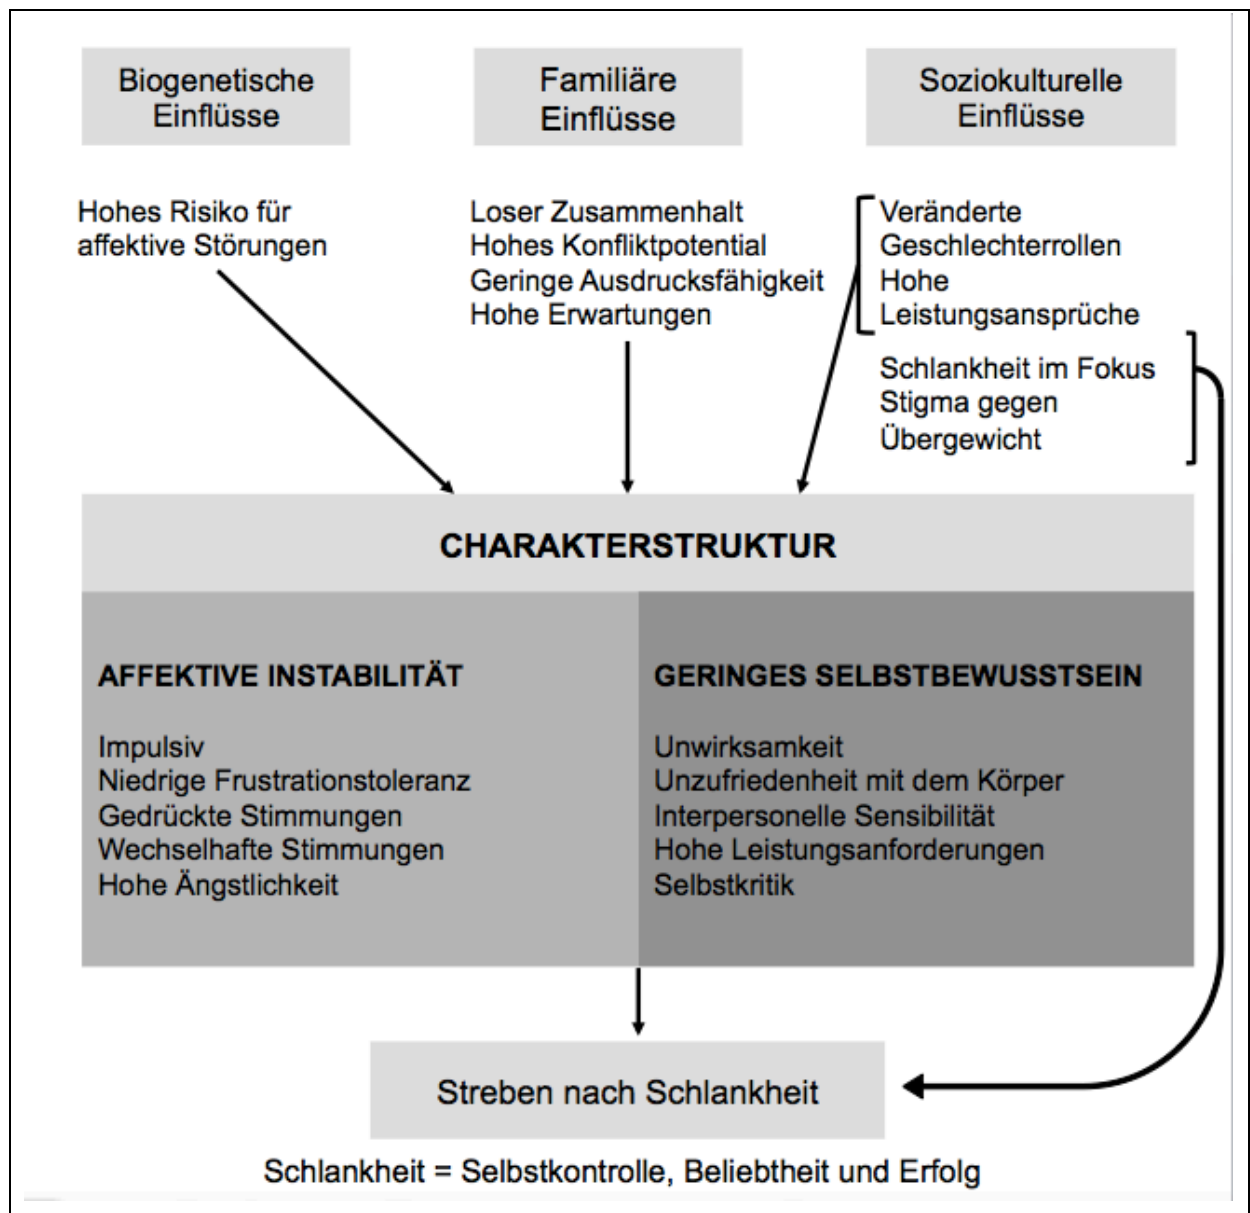 Biogenetische
Einflüsse
Familiäre
Einflüsse
Soziokulturelle
Einflüsse
Hohes Risiko für
affektive Störungen
Loser Zusammenhalt
Hohes Konfliktpotential
Geringe Ausdrucksfähigkeit
Hohe Erwartungen
Veränderte
Geschlechterrollen
Hohe
Leistungsansprüche
Schlankheit im Fokus
Stigma gegen
Übergewicht
CHARAKTERSTRUKTUR
AFFEKTIVE INSTABILITÄT
Impulsiv
Niedrige Frustrationstoleranz
Gedrückte Stimmungen
Wechselhafte Stimmungen
Hohe Ängstlichkeit
GERINGES SELBSTBEWUSSTSEIN
Unwirksamkeit
Unzufriedenheit mit dem Körper
Interpersonelle Sensibilität
Hohe Leistungsanforderungen
Selbstkritik
Streben nach Schlankheit
Schlankheit = Selbstkontrolle, Beliebtheit und Erfolg